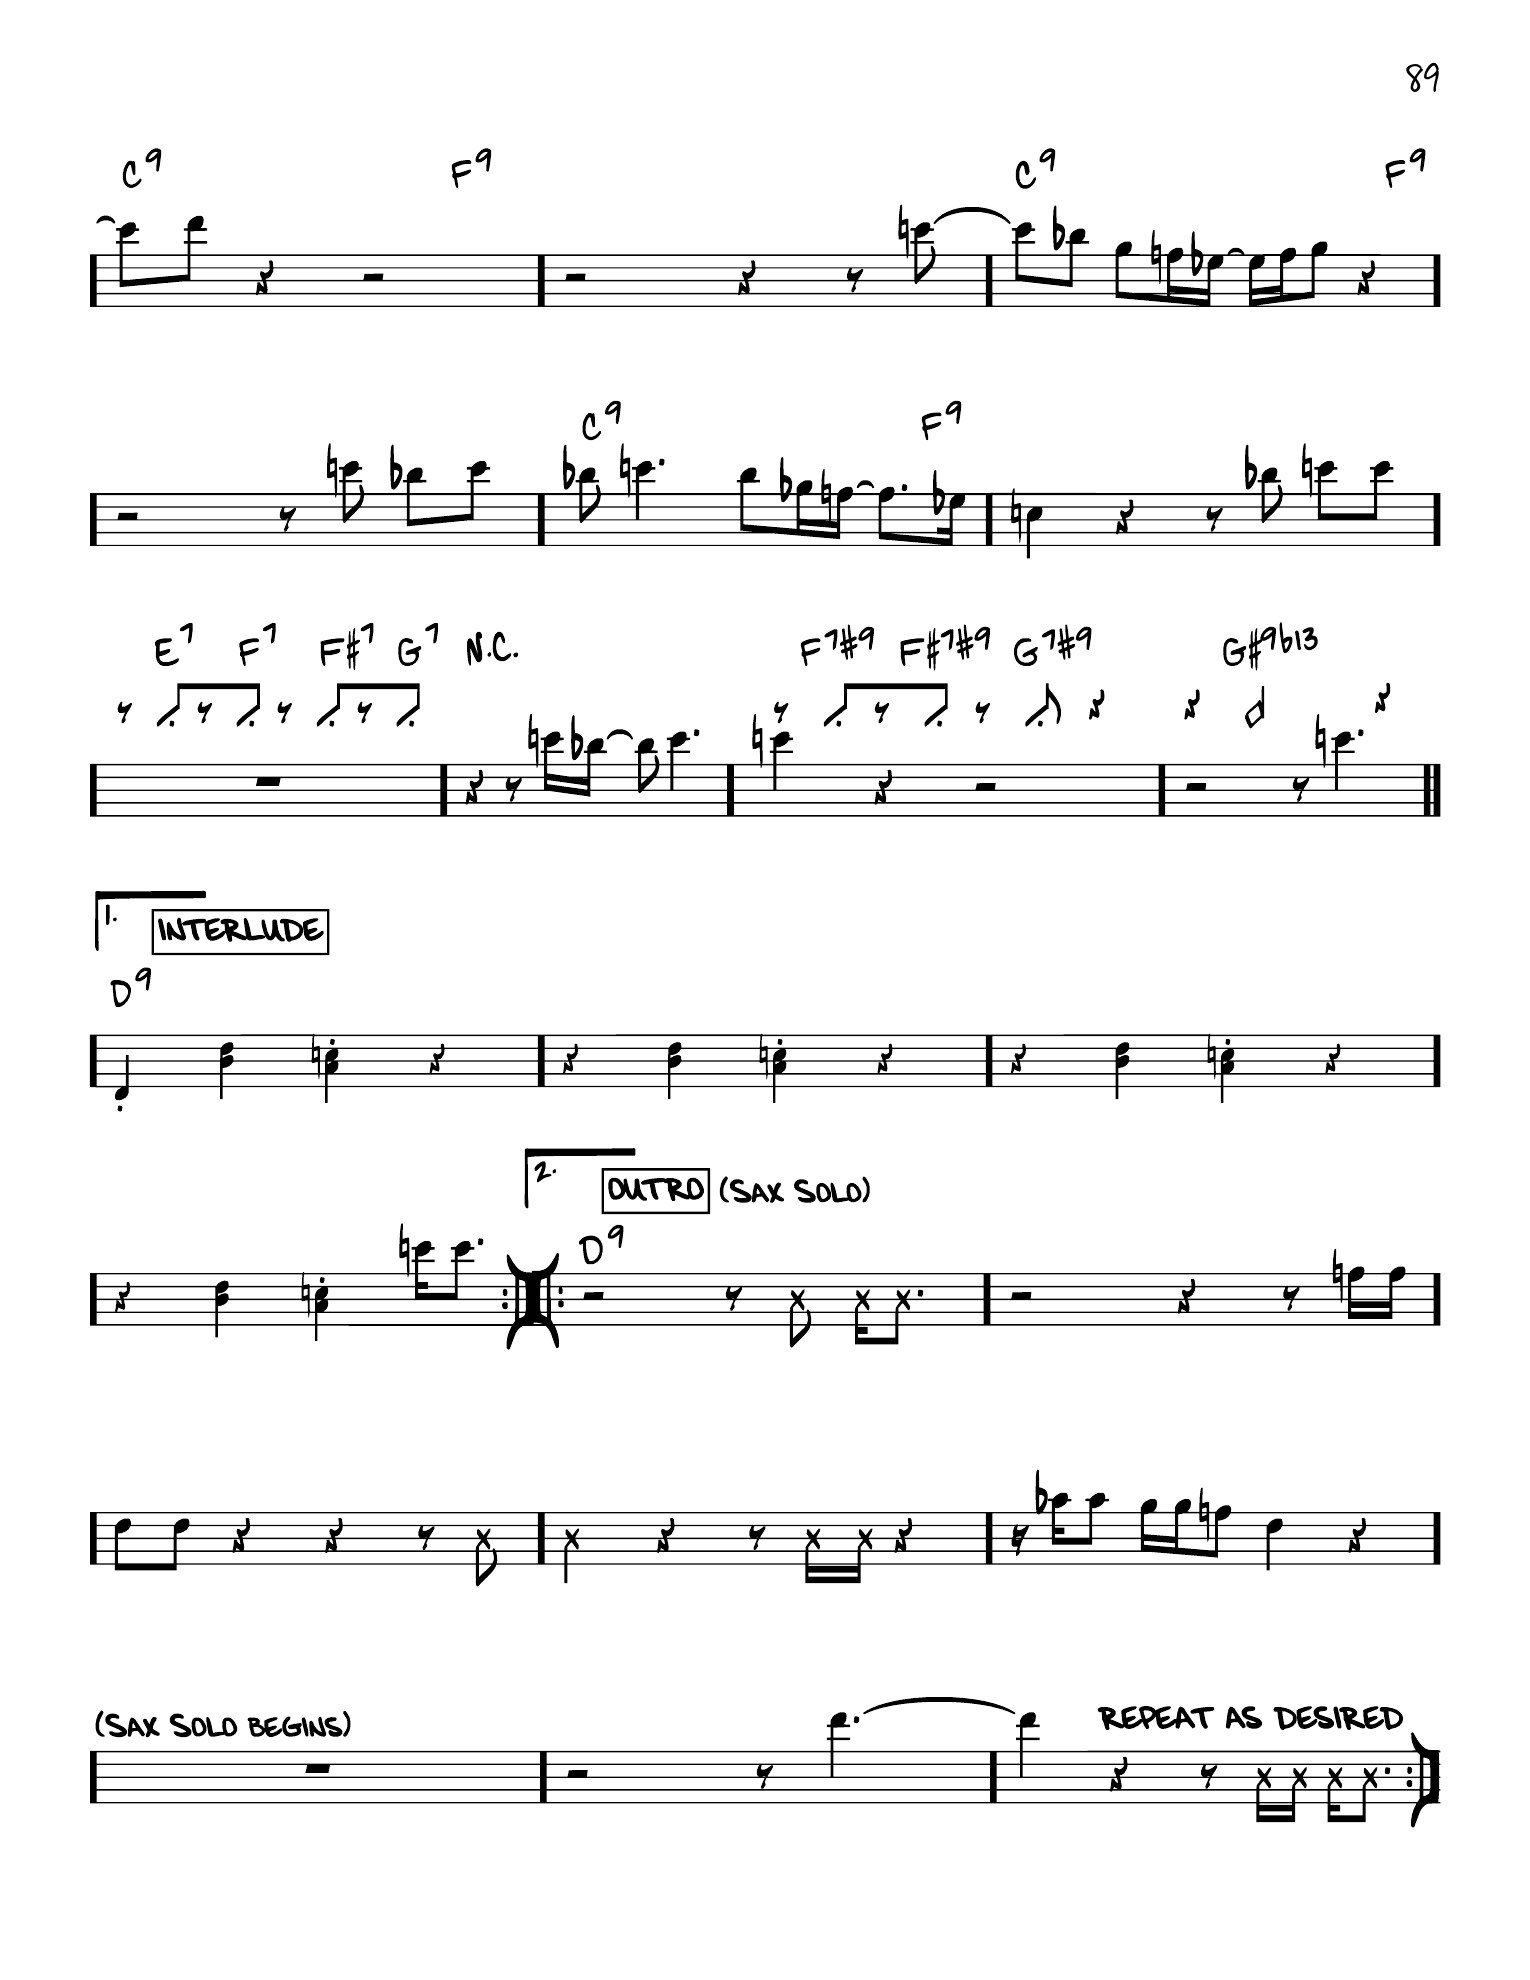 89
C9 F9 C9 F9
C9 F9
E7 F7 F#7 G7 N.C. F7#9 F#7#9 G7#9 G#9b13
1. INTERLUDE
D9
2. OUTRO (SAX SOLO)
D9
(SAX SOLO BEGINS) REPEAT AS DESIRED